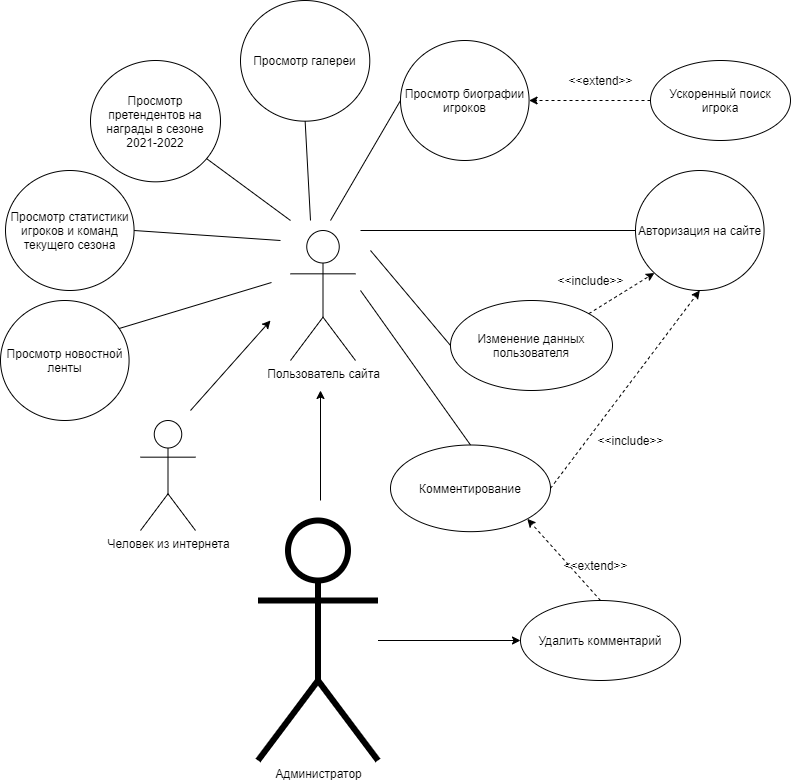 Просмотр галереи
Просмотр биографии
игроков
<<extend>>
Ускоренный поиск
игрока
Просмотр
претендентов на
награды в сезоне
2021-2022
Просмотр статистики
игроков и команд
текущего сезона
Авторизация на сайте
<<include>>
Изменение данных
пользователя
Просмотр новостной
ленты
Пользователь сайта
<<include>>
Комментирование
Человек из интернета
<<extend>>
Удалить комментарий
Администратор